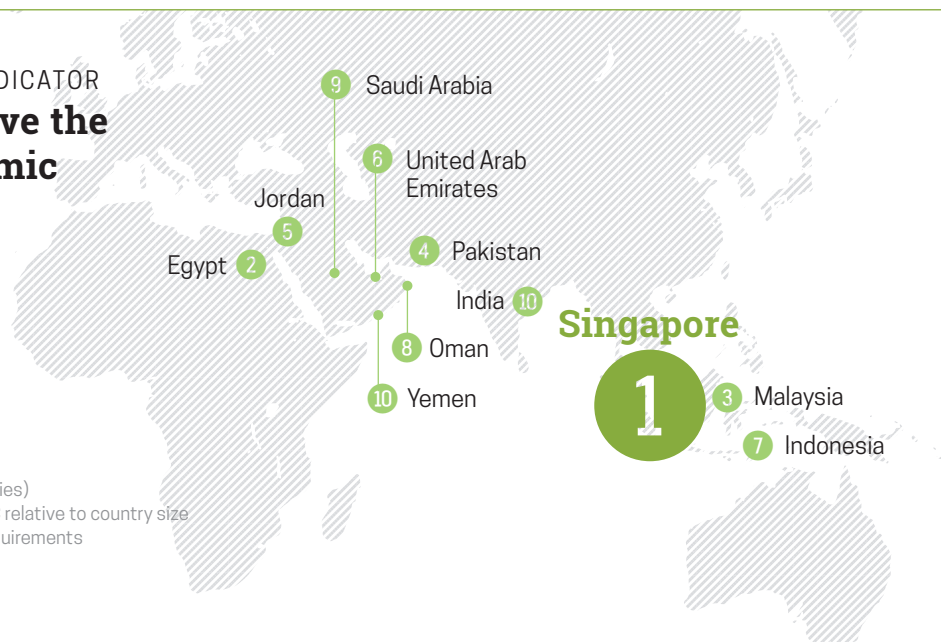 DICATOR
ve the
mic
9 Saudi Arabia
6 United Arab
Emirates
Jordan
5
Egypt 2
4 Pakistan
India 10
Singapore
1
8 Oman
10 Yemen
3 Malaysia
7 Indonesia
ies)
relative to country size
uirements